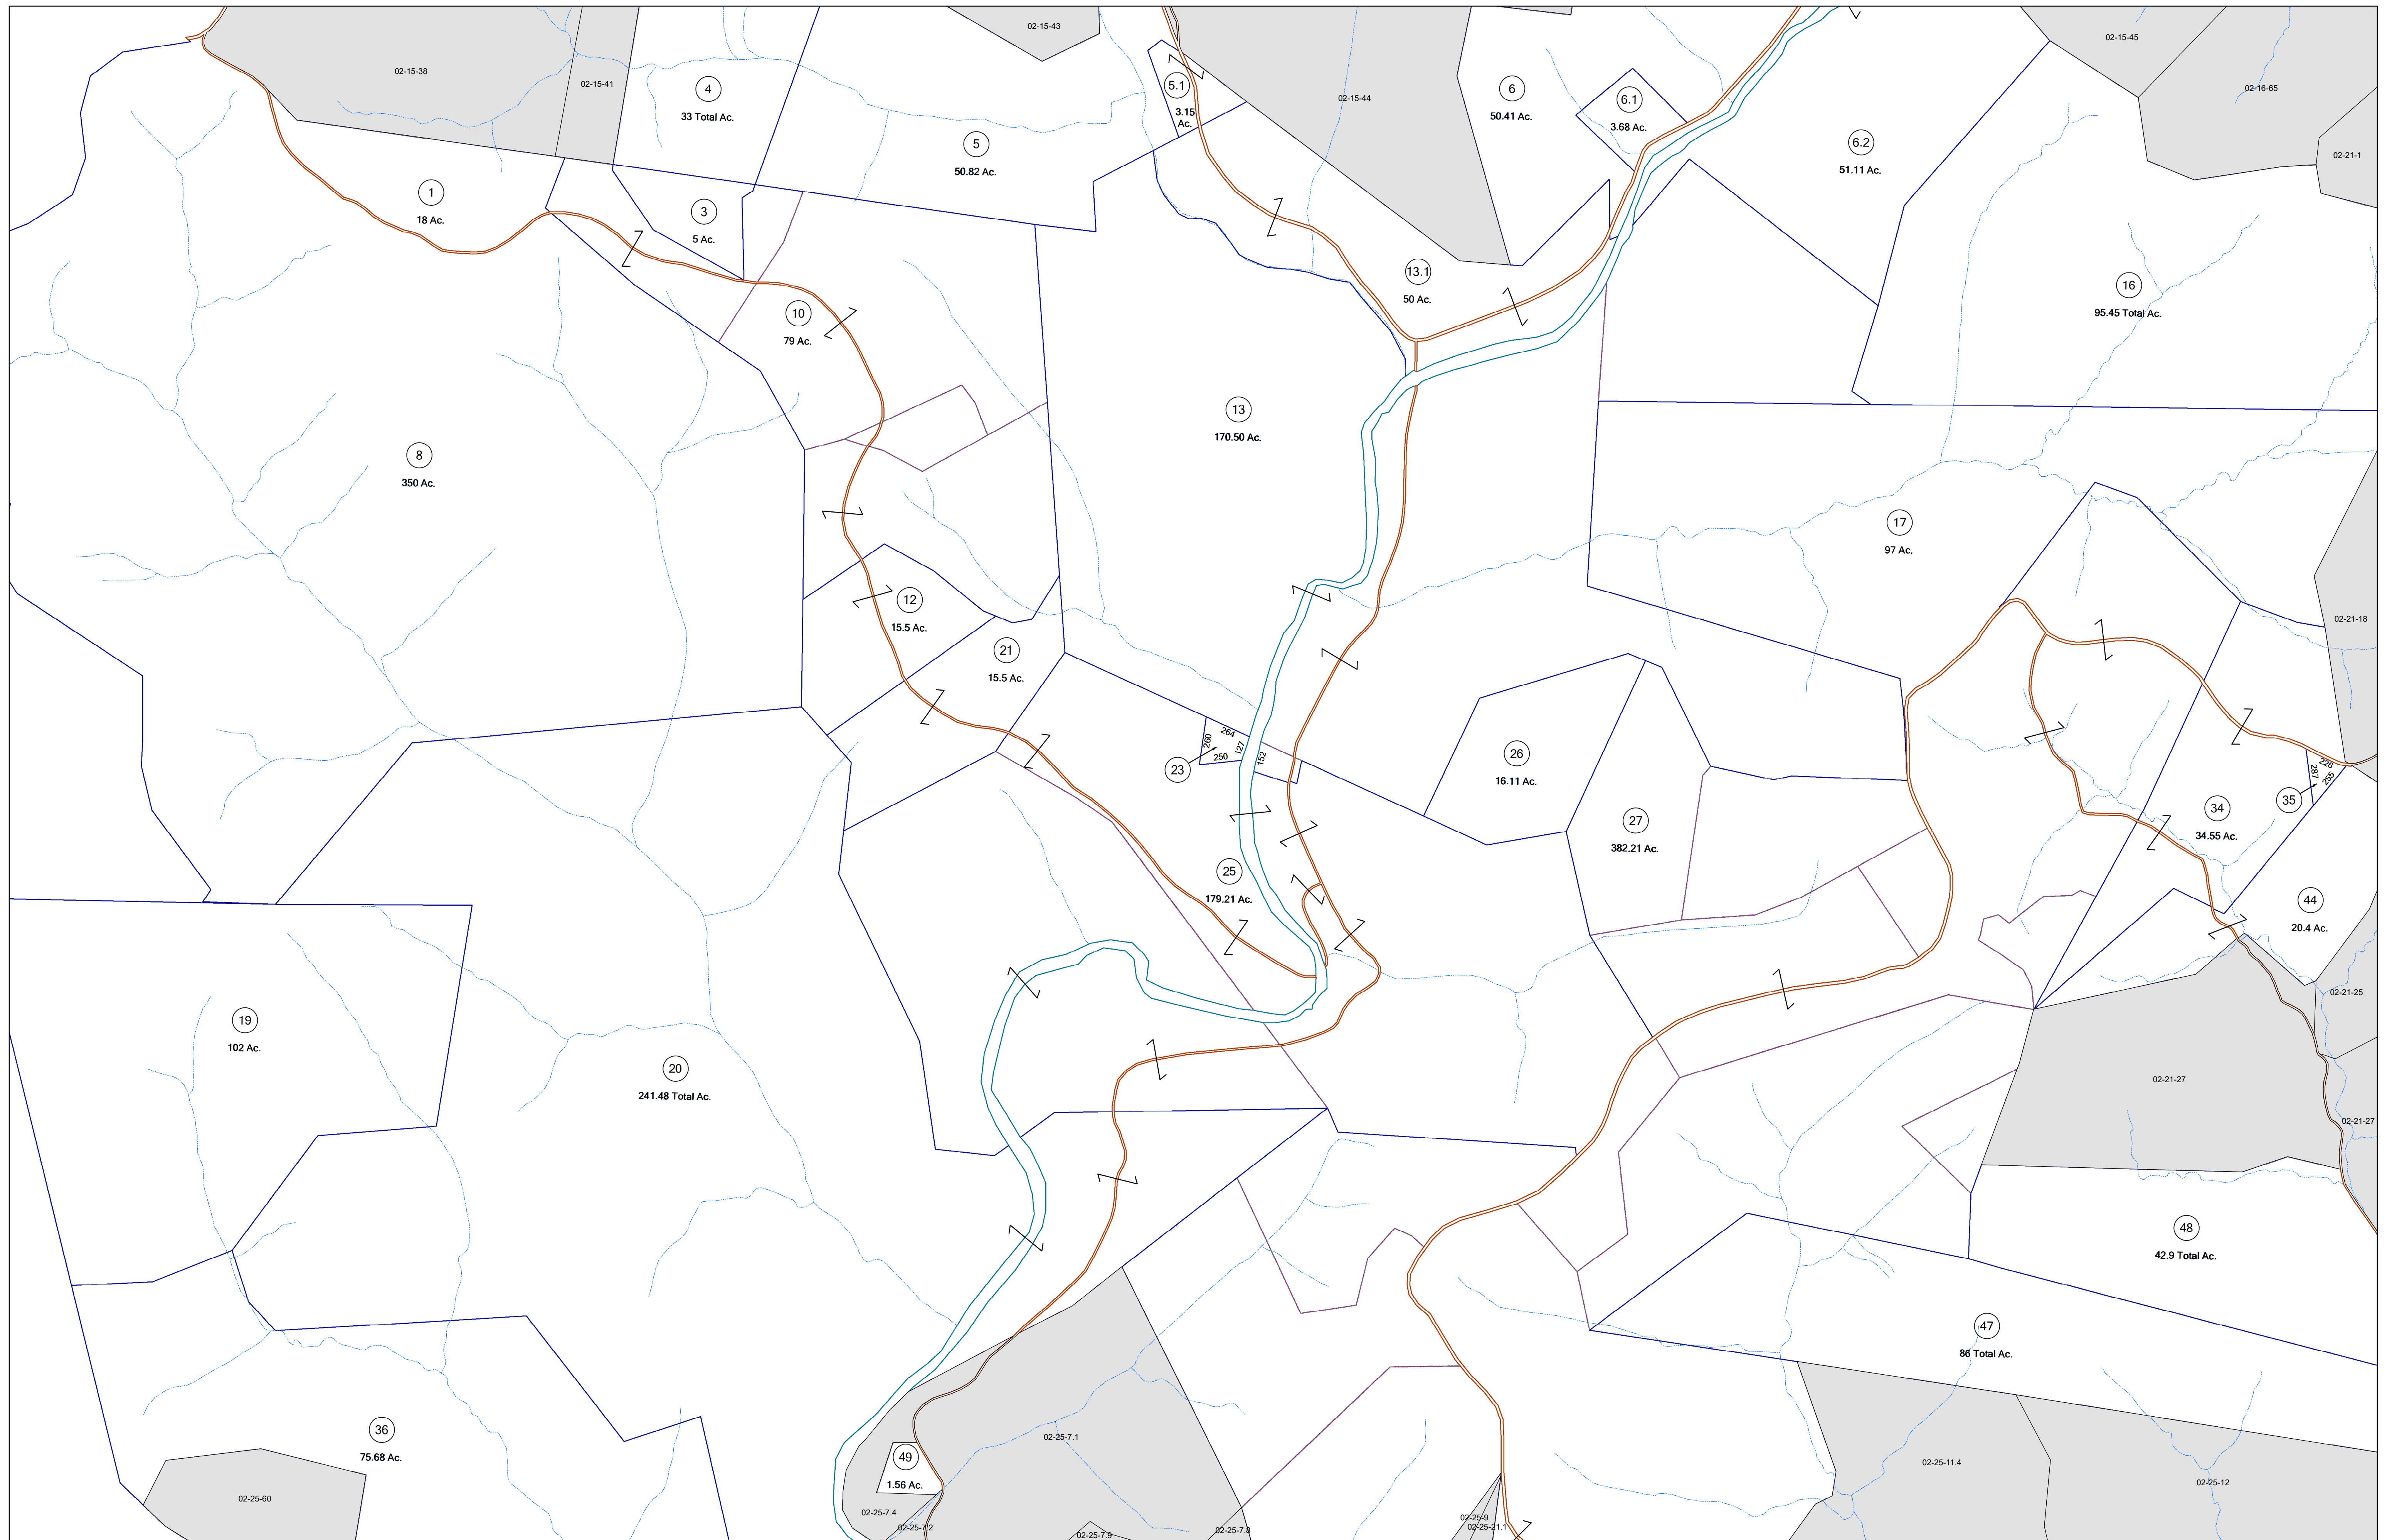 02-15-43
02-15-45
02-15-38
02-15-41
4
33 Total Ac.
5.1
3.15
Ac.
02-15-44
6
50.41 Ac.
6.1
3.68 Ac.
02-16-65
5
50.82 Ac.
6.2
51.11 Ac.
02-21-1
1
18 Ac.
3
5 Ac.
13.1
50 Ac.
16
95.45 Total Ac.
10
79 Ac.
13
170.50 Ac.
8
350 Ac.
17
97 Ac.
12
15.5 Ac.
02-21-18
21
15.5 Ac.
264
260
127
250
152
23
26
16.11 Ac.
226
287
255
35
34
34.55 Ac.
27
382.21 Ac.
25
179.21 Ac.
44
20.4 Ac.
02-21-25
19
102 Ac.
20
241.48 Total Ac.
02-21-27
02-21-27
48
42.9 Total Ac.
47
86 Total Ac.
36
75.68 Ac.
02-25-7.1
49
1.56 Ac.
02-25-11.4
02-25-12
02-25-60
02-25-7.4
02-25-7.2
02-25-7.9
02-25-7.8
02-25-9
02-25-21.1